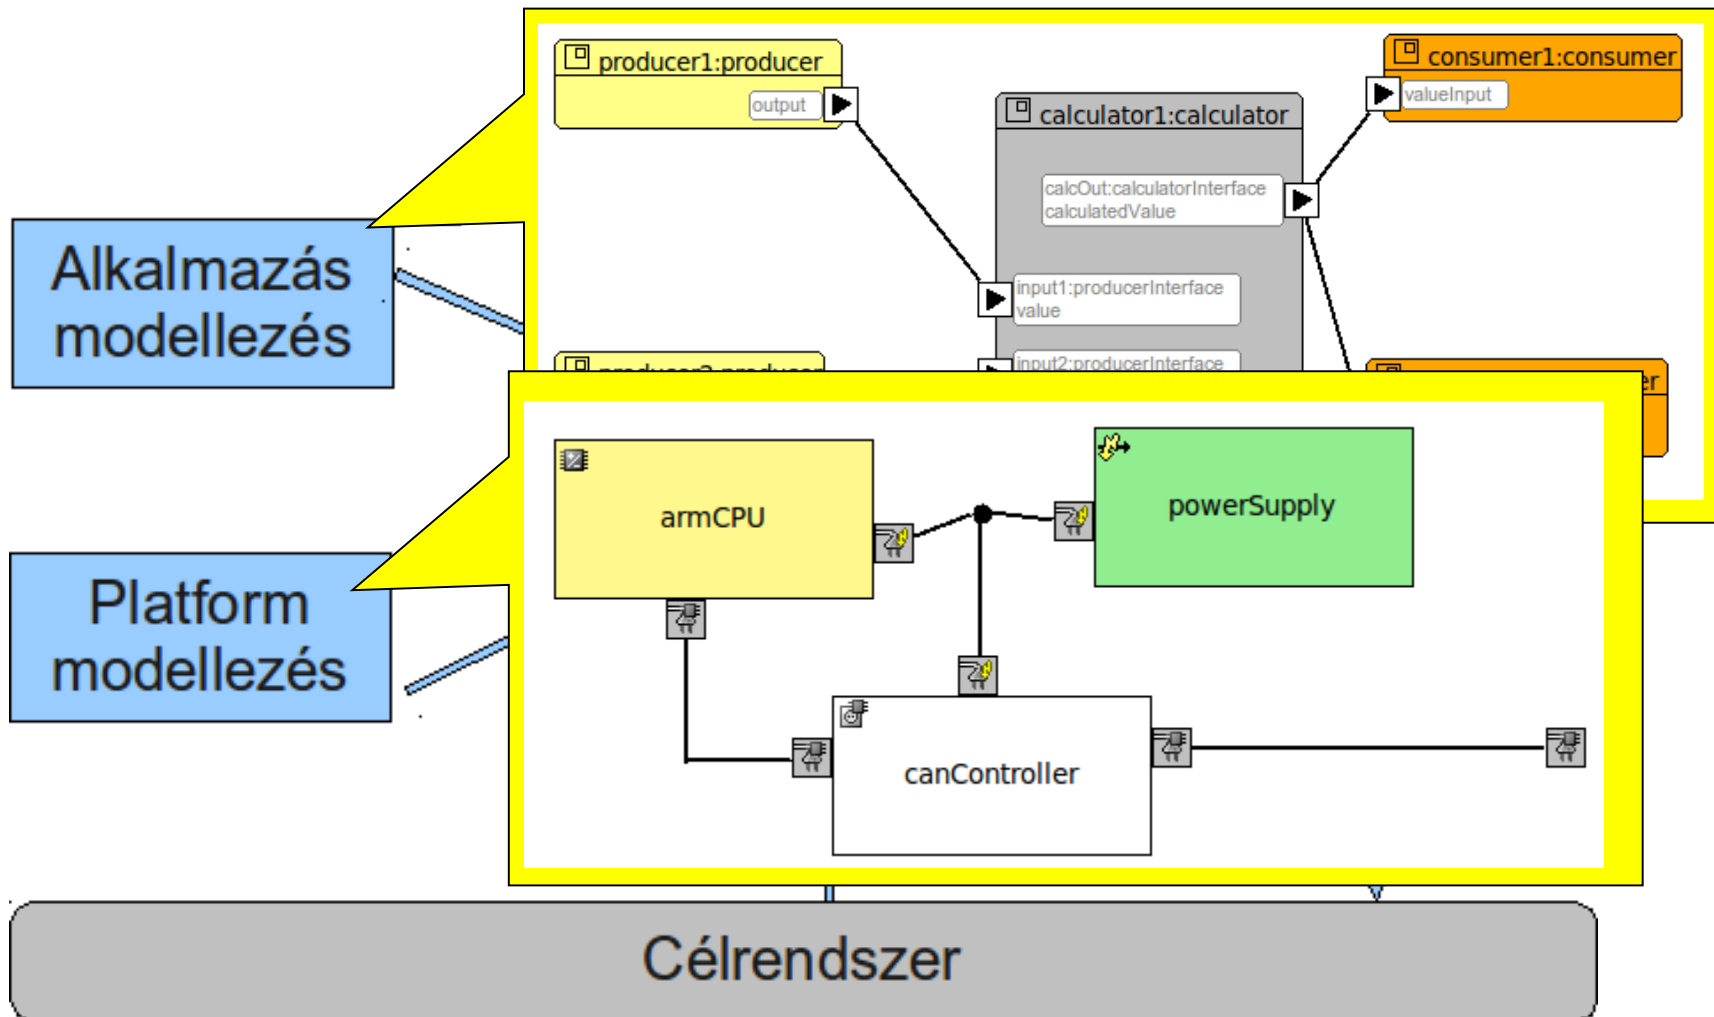 producer1:producer
output
calculator1:calculator
calcOut:calculatorInterface
calculatedValue
input1:producerInterface
value
input2:producerInterface
consumer1:consumer
valueInput
Alkalmazás
modellezés
Platform
modellezés
armCPU
powerSupply
canController
Célrendszer